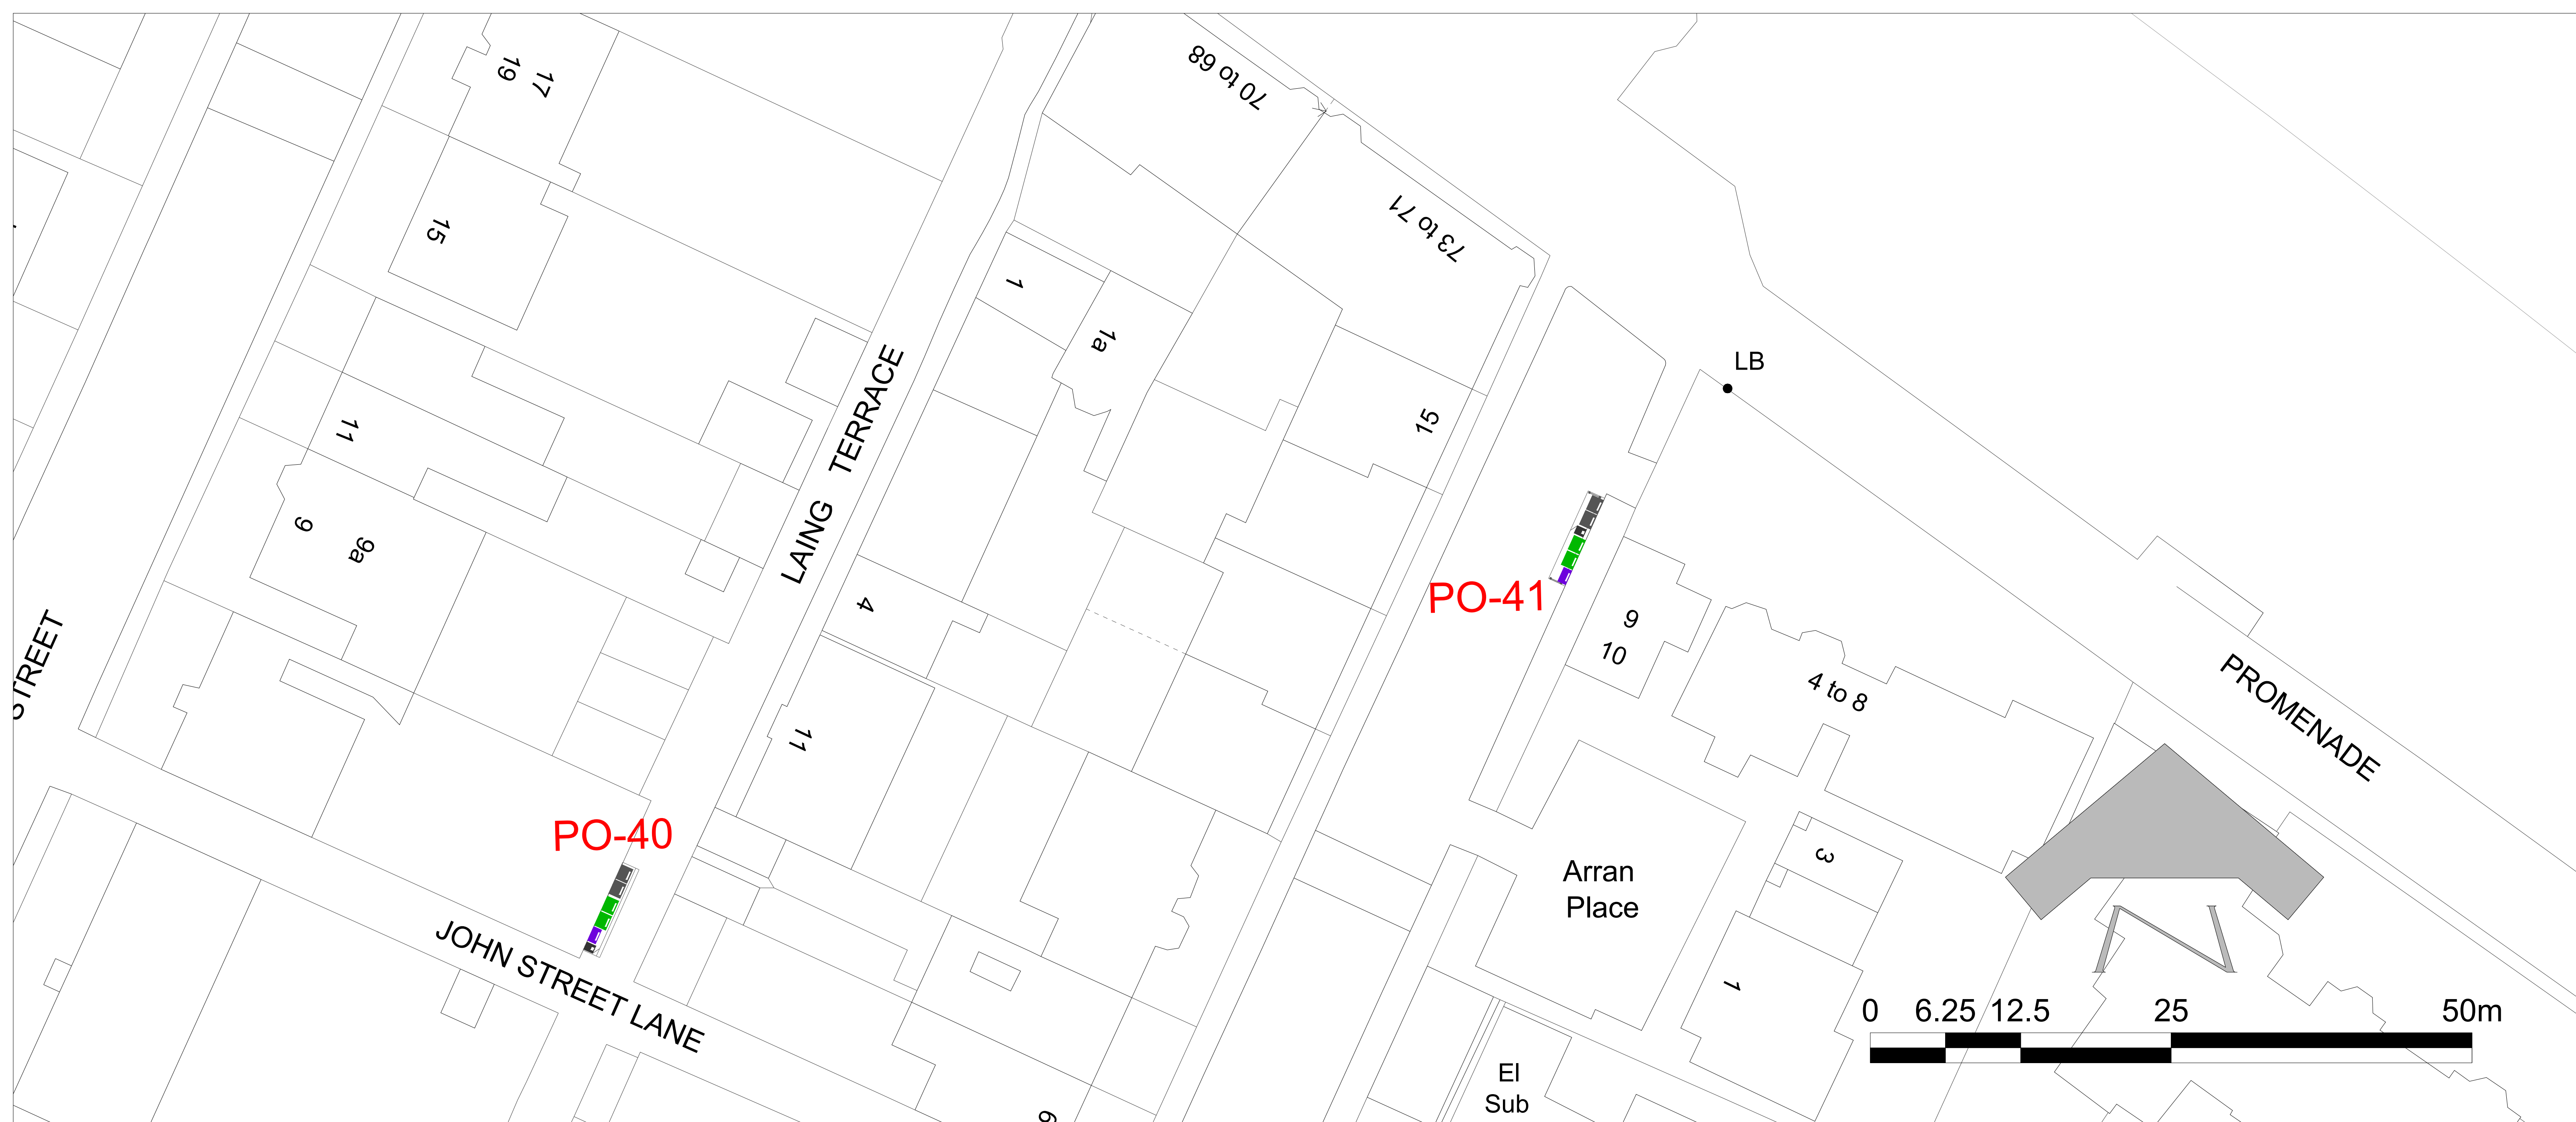 19
17
70 to 68
73 to 71
15
1
1a
LB
15
LAING TERRACE
11
9
9a
4
PO-41
9
10
4 to 8
PROMENADE
STREET
11
PO-40
3
Arran
Place
1
JOHN STREET LANE
N
0 6.25 12.5 25 50m
El
Sub